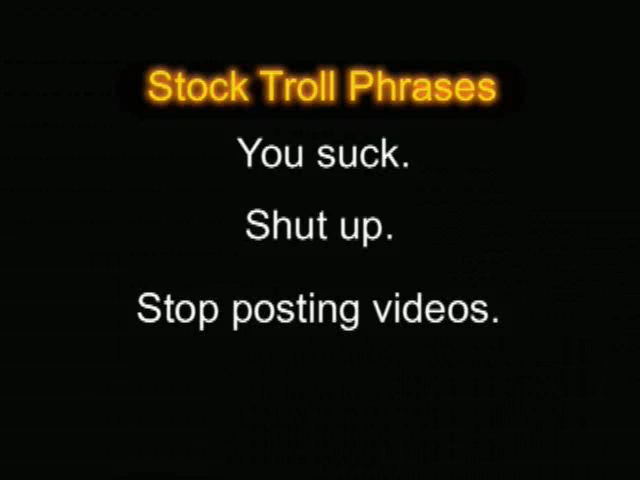 Stock Troll Phrases
You suck.
Shut up.
Stop posting videos.